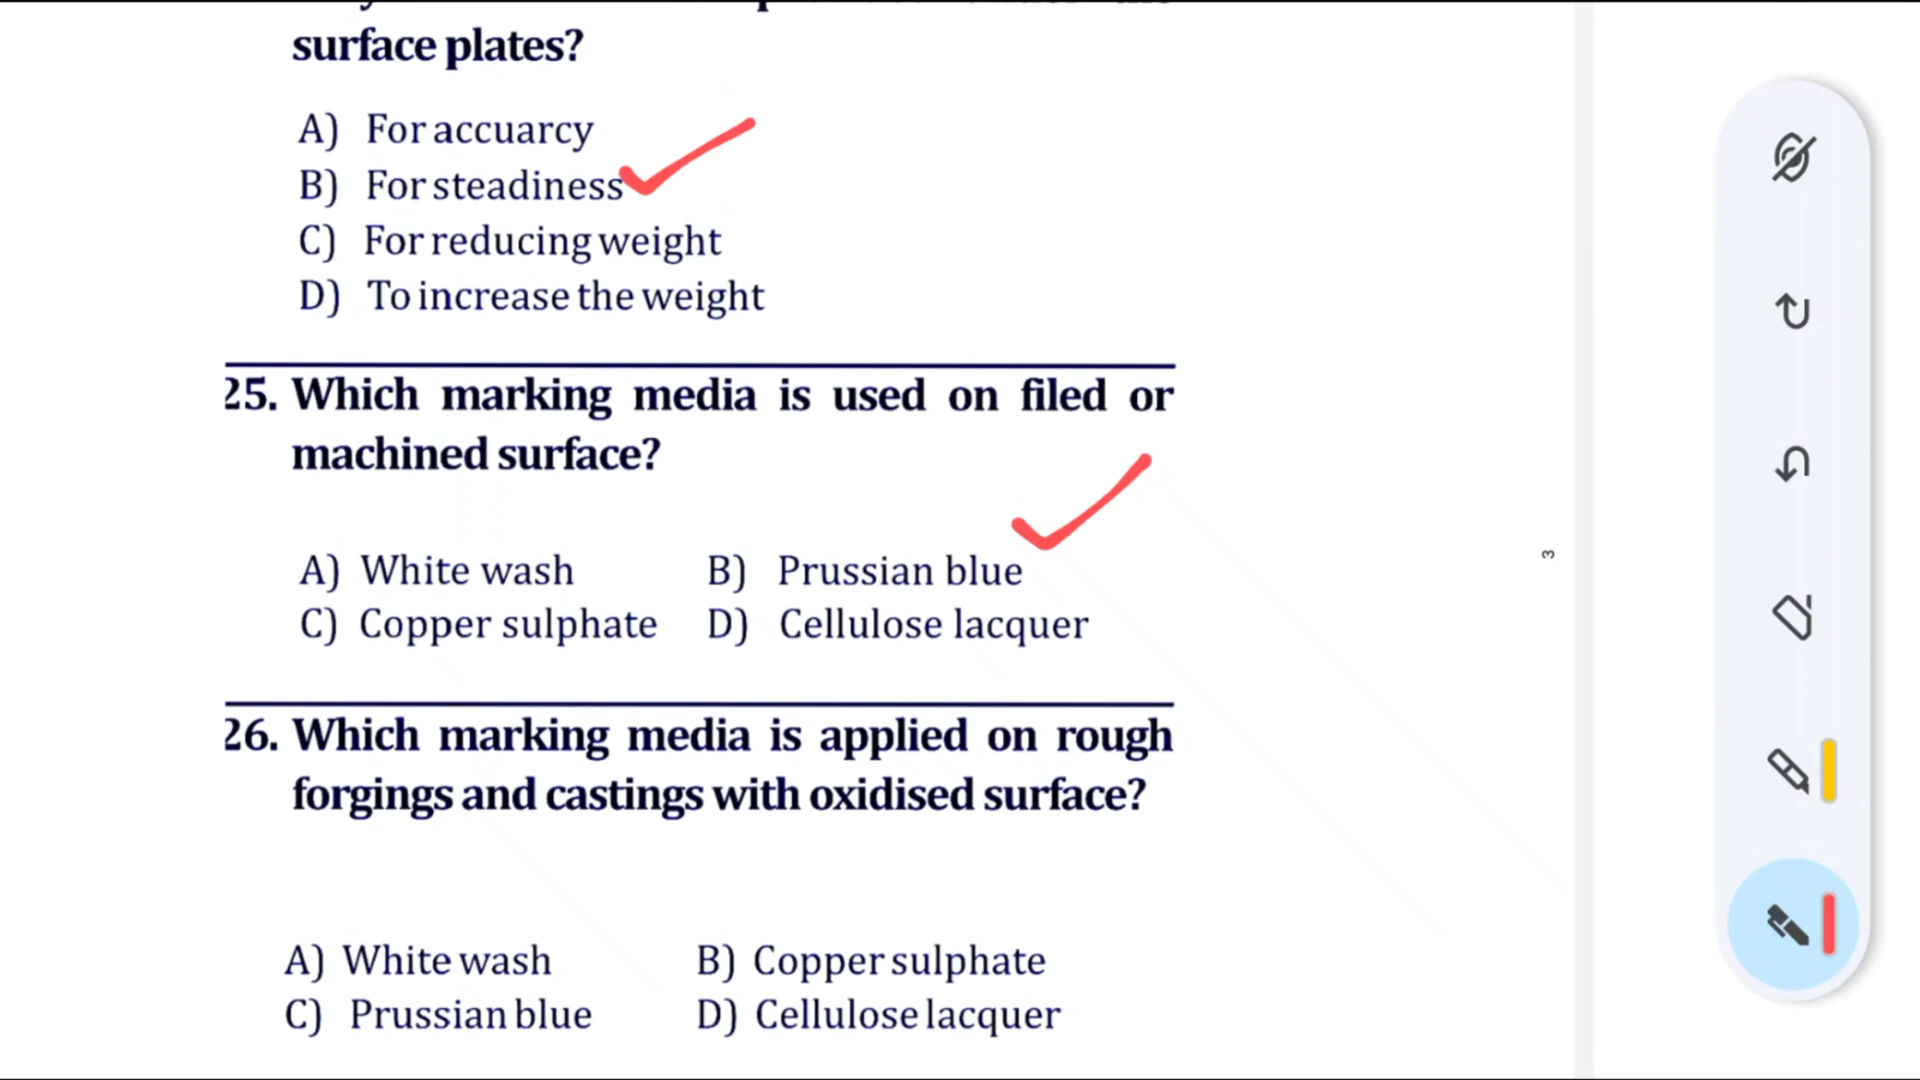 surface plates?
A) For accuarcy
B) For steadiness
C) For reducing weight
D) To increase the weight
25. Which marking media is used on filed or
machined surface?
A) White wash B) Prussian blue
C) Copper sulphate D) Cellulose lacquer
3
26. Which marking media is applied on rough
forgings and castings with oxidised surface?
A) White wash B) Copper sulphate
C) Prussian blue D) Cellulose lacquer